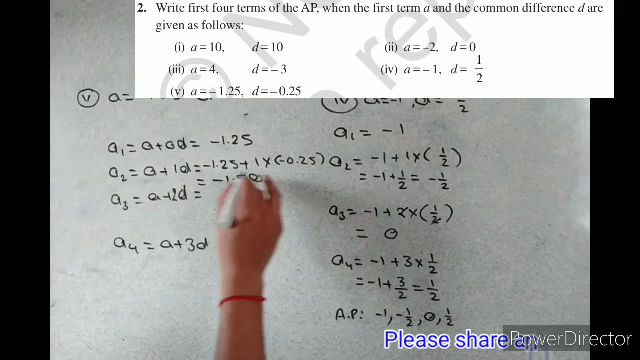 2. Write first four terms of the AP, when the first term a and the common difference d are
given as follows:
(i) a = 10, d = 10
(ii) a = –2, d = 0
(iii) a = 4, d = – 3
(iv) a = – 1, d = 1/2
(v) a = – 1.25, d = – 0.25
(v) a =
a₁ = a + 0d = -1.25
a₂ = a + 1d = -1.25 + 1 × (-0.25)
a₃ = a + 2d =
a₄ = a + 3d
(iv) a = -1, d = 1/2
a₁ = -1
a₂ = -1 + 1 × (1/2)
= -1 + 1/2 = -1/2
a₃ = -1 + 2 × (1/2)
= 0
a₄ = -1 + 3 × 1/2
= -1 + 3/2 = 1/2
A.P: -1, -1/2, 0, 1/2
Please share an
PowerDirector